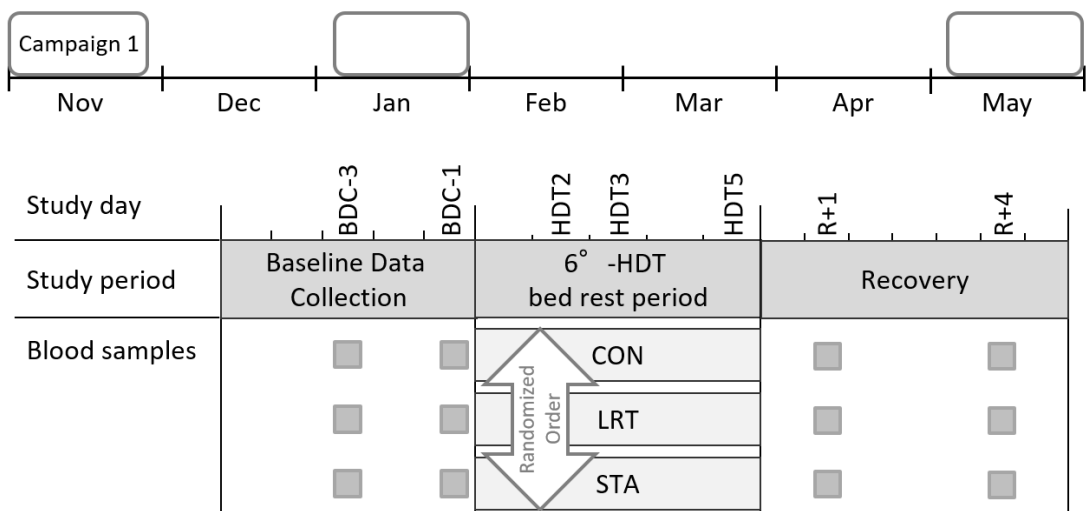 Campaign 1
Nov Dec Jan Feb Mar Apr May
Study day
BDC-3
BDC-1
HDT2
HDT3
HDT5
R+1
R+4
Study period
Baseline Data
Collection
6° -HDT
bed rest period
Recovery
Blood samples
CON
LRT
STA
Randomized
Order